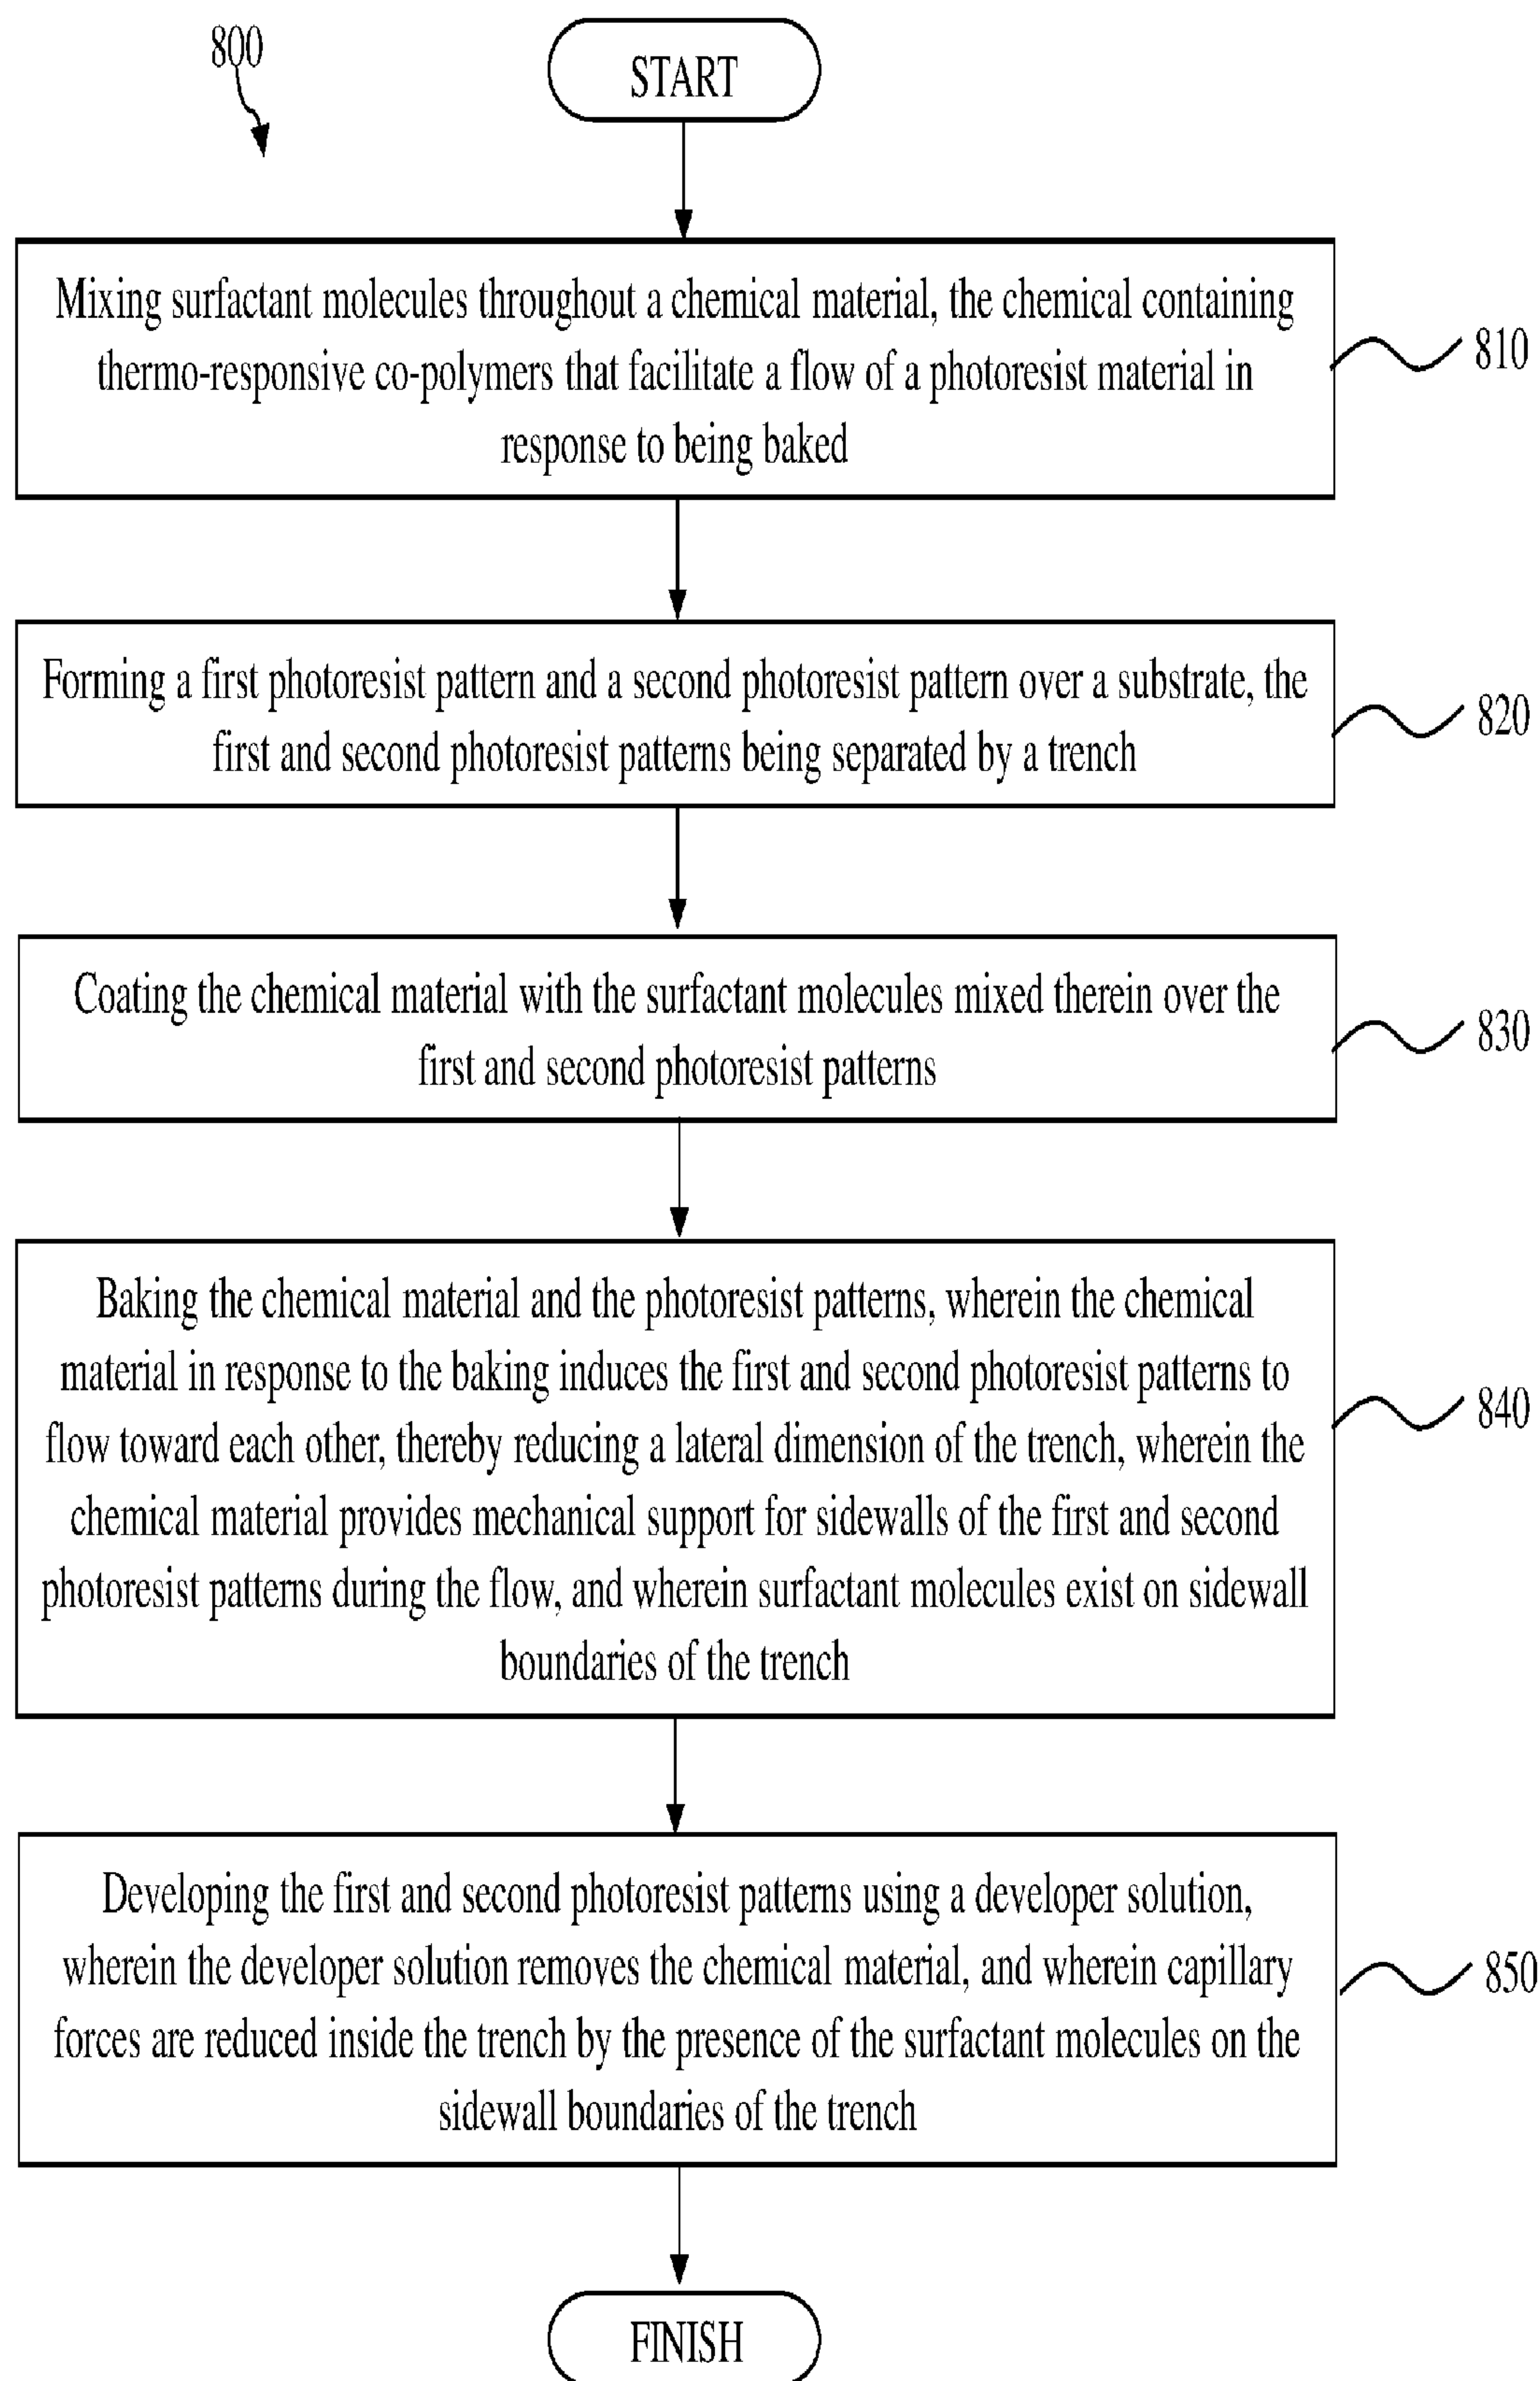 800
START
Mixing surfactant molecules throughout a chemical material, the chemical containing
thermo-responsive co-polymers that facilitate a flow of a photoresist material in
response to being baked
810
Forming a first photoresist pattern and a second photoresist pattern over a substrate, the
first and second photoresist patterns being separated by a trench
820
Coating the chemical material with the surfactant molecules mixed therein over the
first and second photoresist patterns
830
Baking the chemical material and the photoresist patterns, wherein the chemical
material in response to the baking induces the first and second photoresist patterns to
flow toward each other, thereby reducing a lateral dimension of the trench, wherein the
chemical material provides mechanical support for sidewalls of the first and second
photoresist patterns during the flow, and wherein surfactant molecules exist on sidewall
boundaries of the trench
840
Developing the first and second photoresist patterns using a developer solution,
wherein the developer solution removes the chemical material, and wherein capillary
forces are reduced inside the trench by the presence of the surfactant molecules on the
sidewall boundaries of the trench
850
FINISH